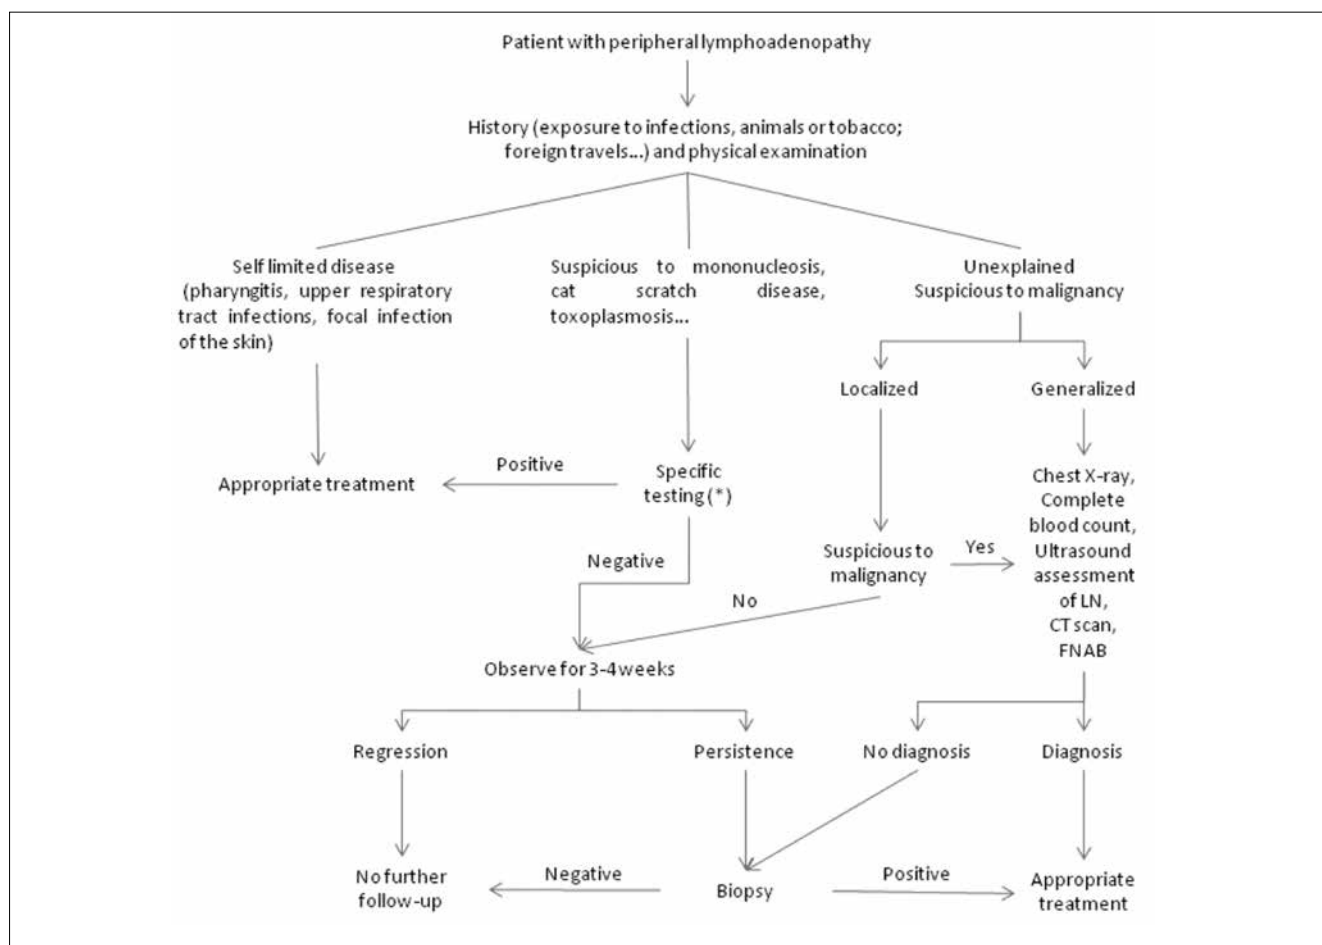 Patient with peripheral lymphoadenopathy
History (exposure to infections, animals or tobacco;
foreign travels...) and physical examination
Self limited disease
(pharyngitis, upper respiratory
tract infections, focal infection
of the skin)
Suspicious to mononucleosis,
cat scratch disease,
toxoplasmosis...
Unexplained
Suspicious to malignancy
Localized
Generalized
Appropriate treatment
Positive
Specific
testing (*)
Chest X-ray,
Complete
blood count,
Ultrasound
assessment
of LN,
CT scan,
FNAB
Negative
Suspicious to
malignancy
Yes
No
Observe for 3-4 weeks
Regression
Persistence
No diagnosis
Diagnosis
No further
follow-up
Negative
Biopsy
Positive
Appropriate
treatment